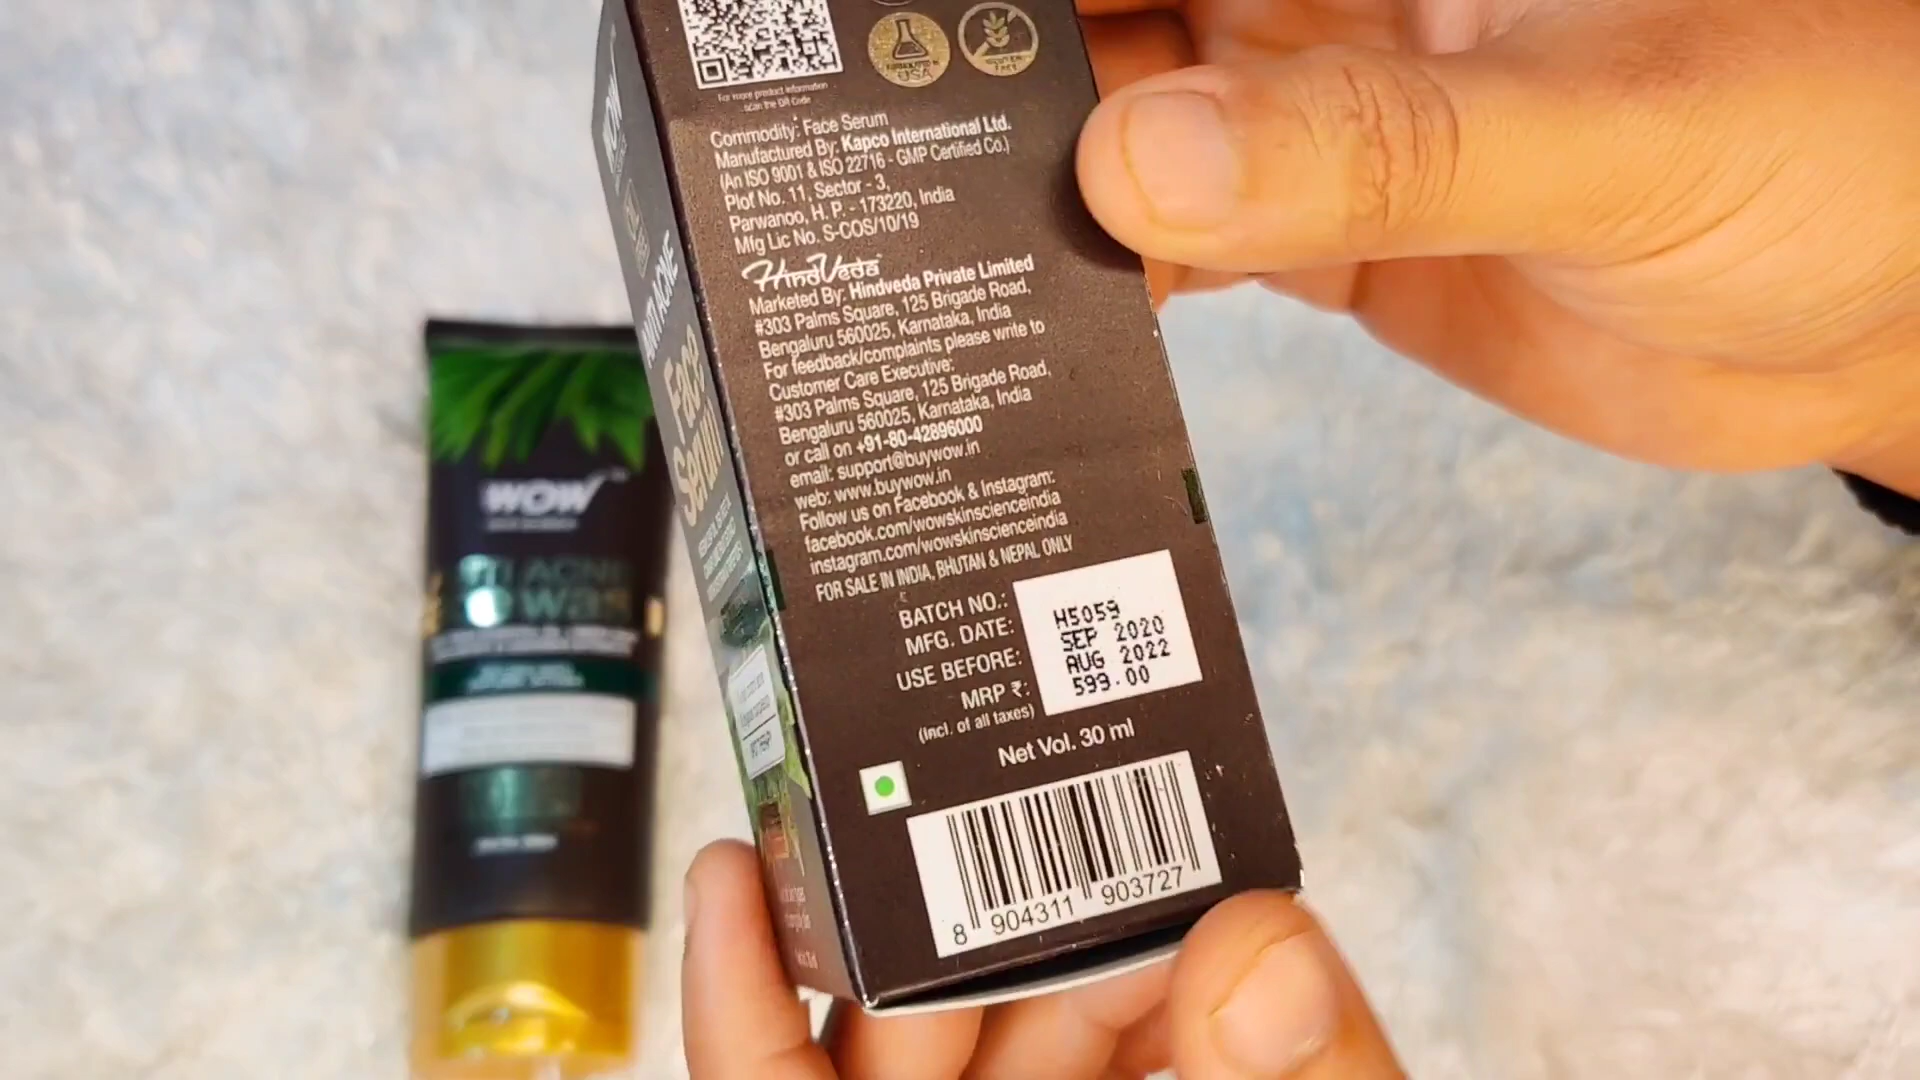 USA
For more product information
scan the QR Code
Commodity: Face Serum
Manufactured By: Kapco International Ltd.
(An ISO 9001 & ISO 22716 - GMP Certified Co.)
Plof No. 11, Sector - 3,
Parwanoo, H. P. - 173220, India
Mfg Lic No. S-COS/10/19
HindVeda
Marketed By: Hindveda Private Limited
#303 Palms Square, 125 Brigade Road,
Bengaluru 560025, Karnataka, India
For feedback/complaints please write to
Customer Care Executive:
#303 Palms Square, 125 Brigade Road,
Bengaluru 560025, Karnataka, India
or call on +91-80-42896000
email: support@buywow.in
web: www.buywow.in
Follow us on Facebook & Instagram:
facebook.com/wowskinscienceindia
instagram.com/wowskinscienceindia
FOR SALE IN INDIA, BHUTAN & NEPAL ONLY
BATCH NO.: H5059
MFG. DATE: SEP 2020
USE BEFORE: AUG 2022
MRP ₹: 599.00
(Incl. of all taxes)
Net Vol. 30 ml
8 904311 903727
WOW
ANTI ACNE
Face
Serum
WOW